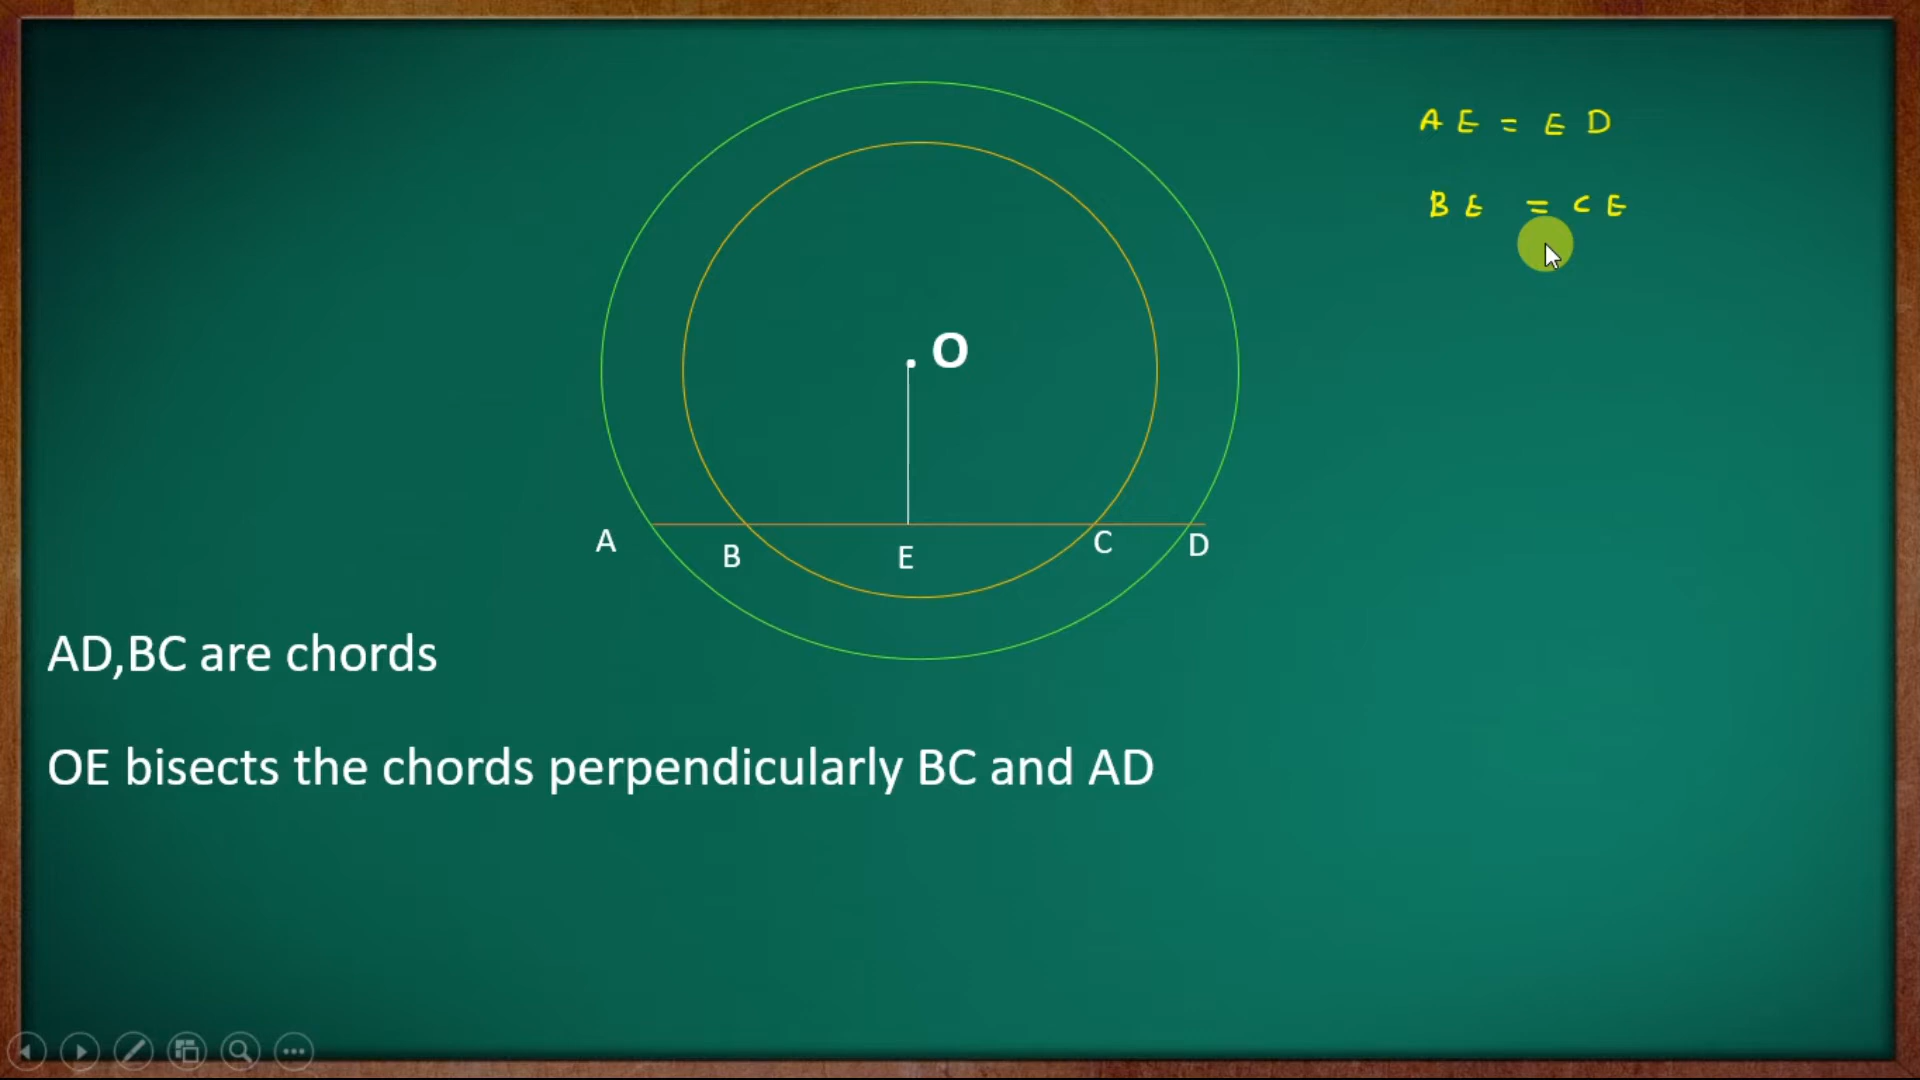 A E = E D
B E = C E
O
A B E C D
AD,BC are chords
OE bisects the chords perpendicularly BC and AD